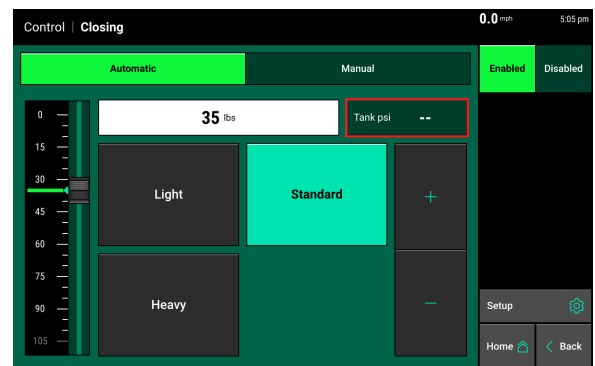 Control | Closing
0.0 mph
5:05 pm
Automatic
Manual
Enabled
Disabled
35 lbs
Tank psi --
0
15
30
45
60
75
90
105
Light
Standard
+
Heavy
−
Setup
Home
Back